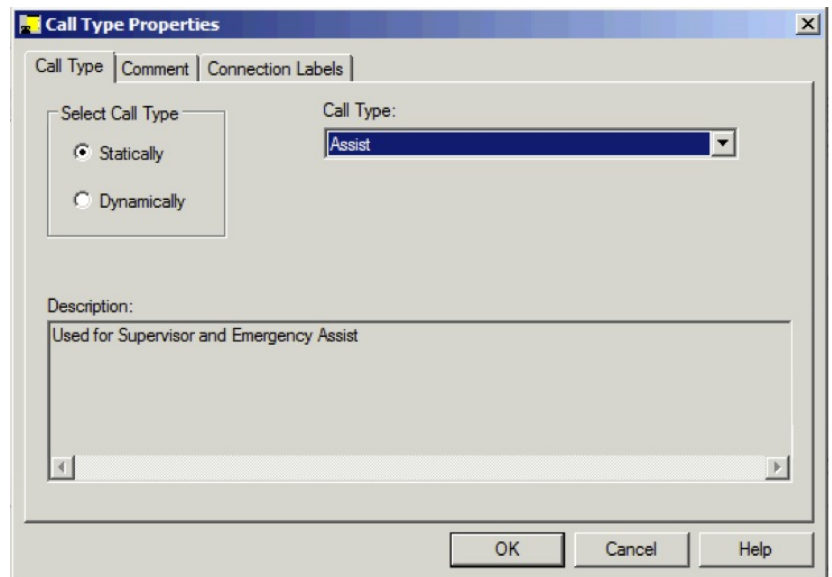 Call Type Properties
Call Type
Comment
Connection Labels
Select Call Type
Statically
Dynamically
Call Type:
Assist
Description:
Used for Supervisor and Emergency Assist
OK
Cancel
Help